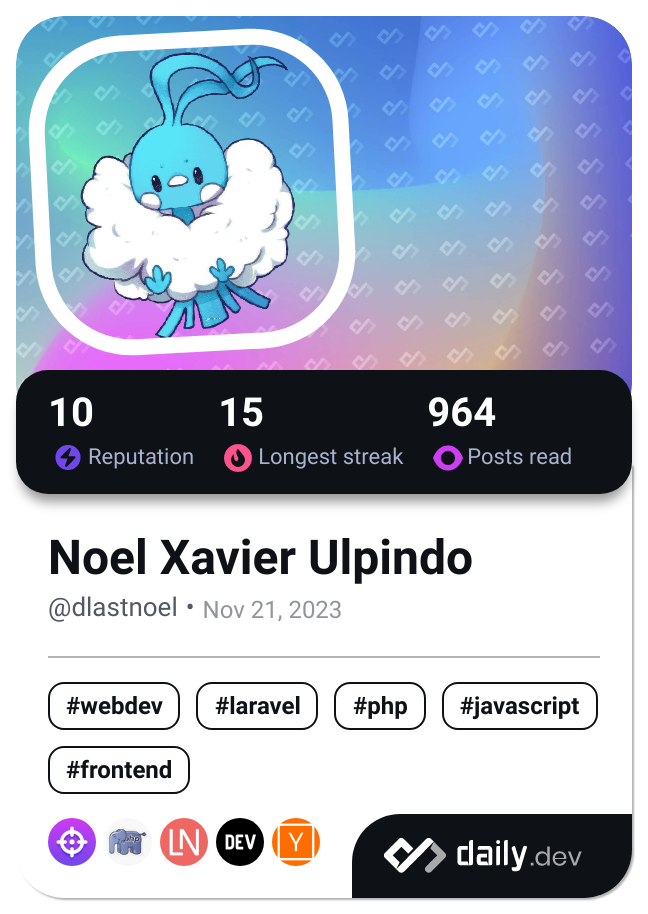 10 15 964
Reputation Longest streak Posts read
Noel Xavier Ulpindo
@dlastnoel • Nov 21, 2023
#webdev #laravel #php #javascript
#frontend
php LN DEV Y
daily.dev